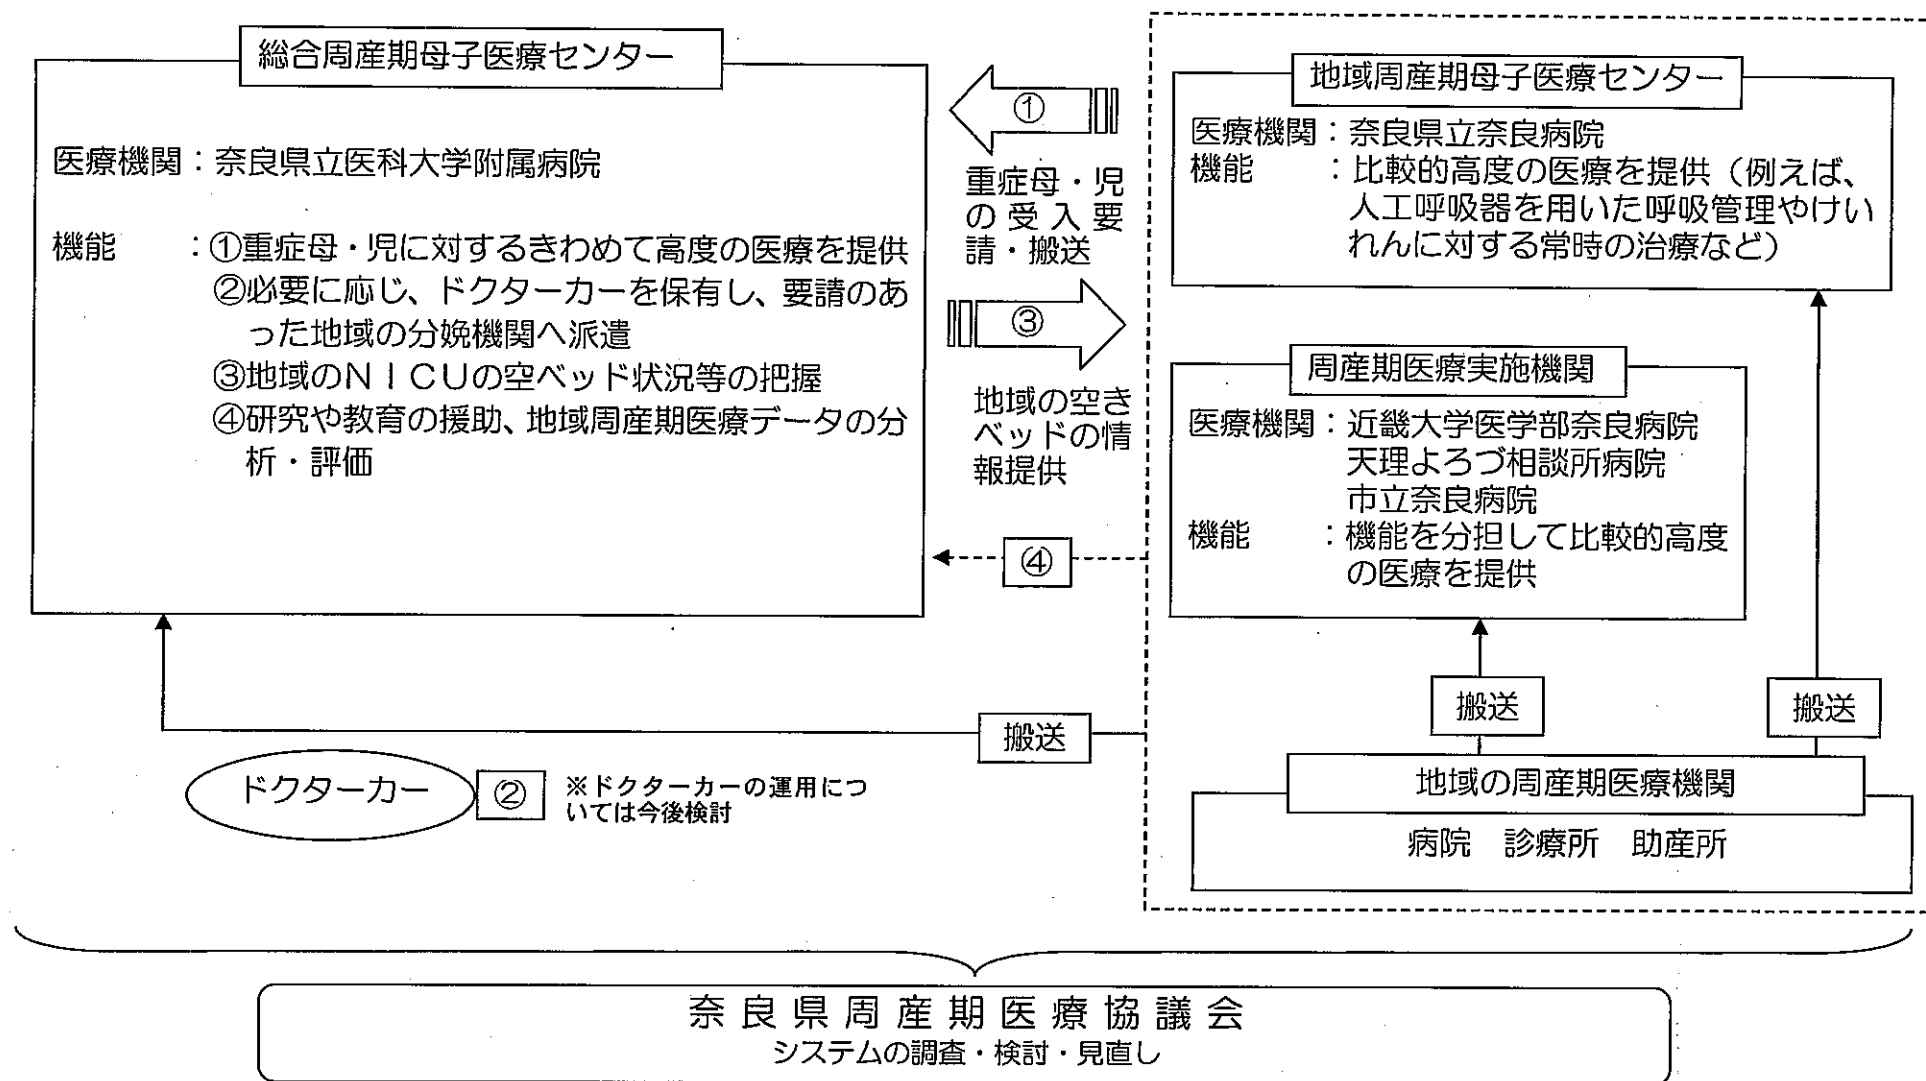 総合周産期母子医療センター
医療機関：奈良県立医科大学附属病院
機能　　：①重症母・児に対するきわめて高度の医療を提供
②必要に応じ、ドクターカーを保有し、要請のあ
った地域の分娩機関へ派遣
③地域のＮＩＣＵの空ベッド状況等の把握
④研究や教育の援助、地域周産期医療データの分
析・評価
①
重症母・児
の受入要
請・搬送
③
地域の空き
ベッドの情
報提供
④
地域周産期母子医療センター
医療機関：奈良県立奈良病院
機能　　：比較的高度の医療を提供（例えば、
人工呼吸器を用いた呼吸管理やけい
れんに対する常時の治療など）
周産期医療実施機関
医療機関：近畿大学医学部奈良病院
天理よろづ相談所病院
市立奈良病院
機能　　：機能を分担して比較的高度
の医療を提供
搬送
搬送
搬送
ドクターカー
②
※ドクターカーの運用につ
いては今後検討
地域の周産期医療機関
病院　診療所　助産所
奈良県周産期医療協議会
システムの調査・検討・見直し